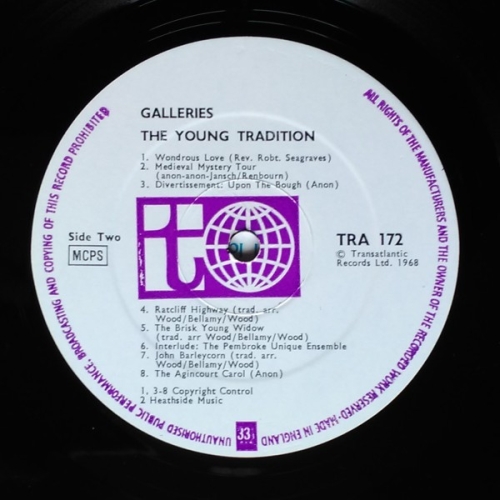 GALLERIES
THE YOUNG TRADITION
1. Wondrous Love (Rev. Robt. Seagraves)
2. Medieval Mystery Tour
(anon-anon-Jansch/Renbourn)
3. Divertissement: Upon The Bough (Anon)
Side Two
MCPS
TRA 172
© Transatlantic
Records Ltd. 1968
4. Ratcliff Highway (trad. arr.
Wood/Bellamy/Wood)
5. The Brisk Young Widow
(trad arr Wood/Bellamy/Wood)
6. Interlude: The Pembroke Unique Ensemble
7. John Barleycorn (trad. arr.
Wood/Bellamy/Wood)
8. The Agincourt Carol (Anon)
1, 3-8 Copyright Control
2 Heathside Music
33⅓
ALL RIGHTS OF THE MANUFACTURERS AND THE OWNER OF THE RECORDED WORK RESERVED-MADE IN ENGLAND
UNAUTHORISED PUBLIC PERFORMANCE, BROADCASTING AND COPYING OF THIS RECORD PROHIBITED